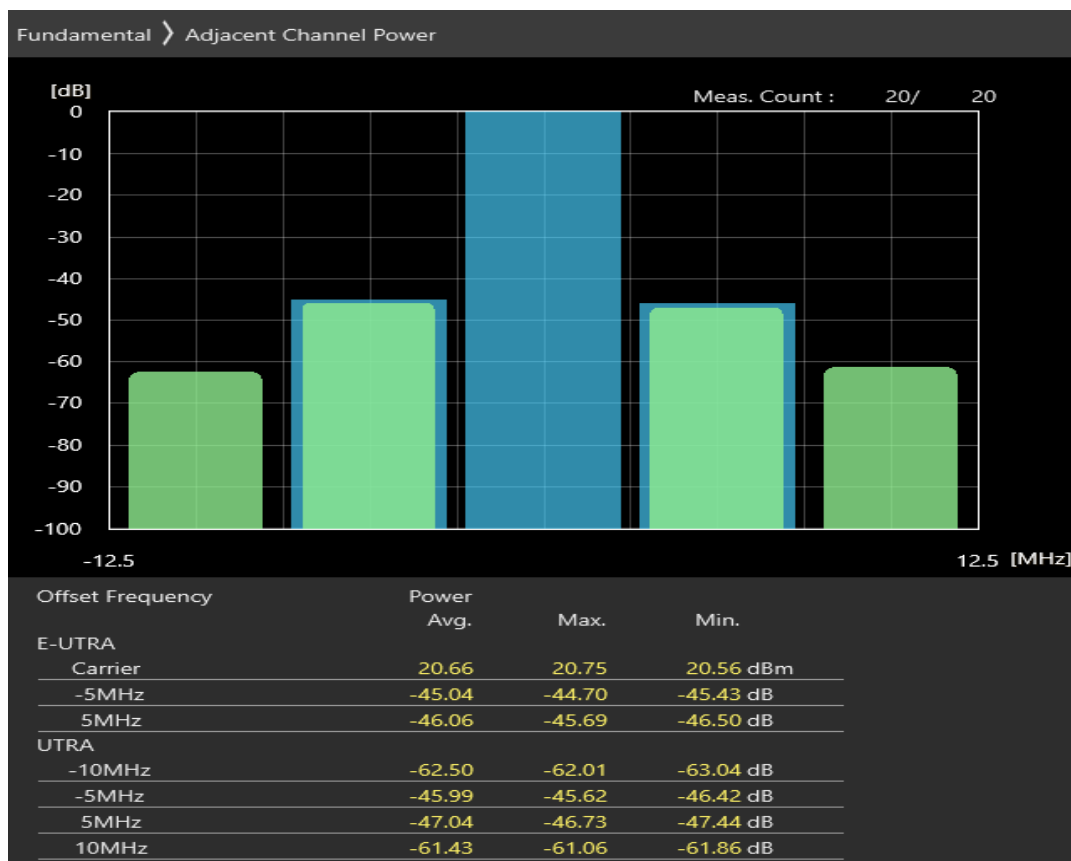 Fundamental ❯ Adjacent Channel Power
[dB]
Meas. Count : 20/ 20
0
-10
-20
-30
-40
-50
-60
-70
-80
-90
-100
-12.5 12.5 [MHz]
Offset Frequency Power
Avg. Max. Min.
E-UTRA
Carrier 20.66 20.75 20.56 dBm
-5MHz -45.04 -44.70 -45.43 dB
5MHz -46.06 -45.69 -46.50 dB
UTRA
-10MHz -62.50 -62.01 -63.04 dB
-5MHz -45.99 -45.62 -46.42 dB
5MHz -47.04 -46.73 -47.44 dB
10MHz -61.43 -61.06 -61.86 dB